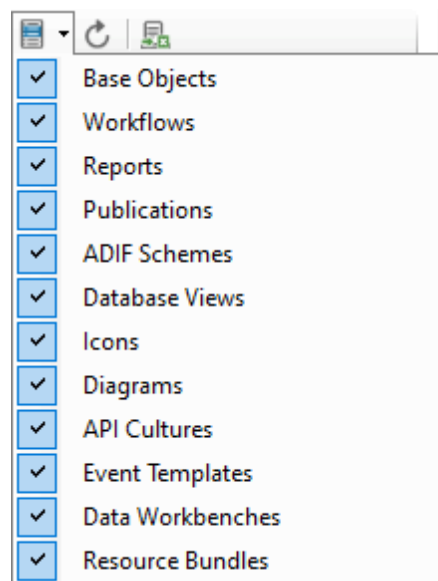 Base Objects
Workflows
Reports
Publications
ADIF Schemes
Database Views
Icons
Diagrams
API Cultures
Event Templates
Data Workbenches
Resource Bundles